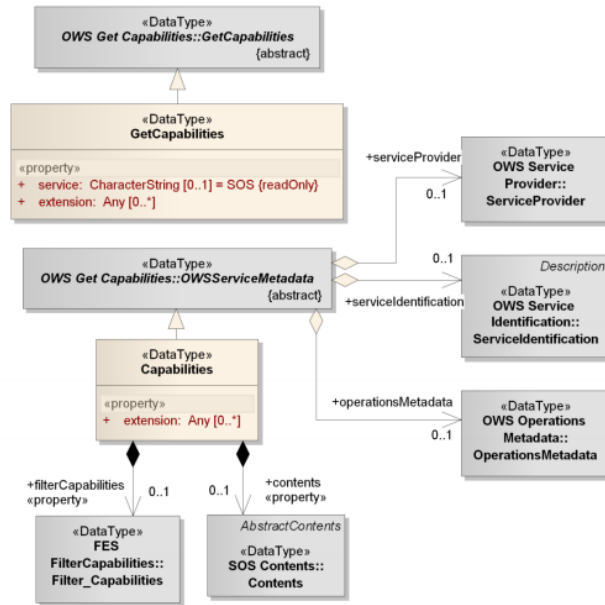 «DataType»
OWS Get Capabilities::GetCapabilities
{abstract}
«DataType»
GetCapabilities
«property»
+ service: CharacterString [0..1] = SOS {readOnly}
+ extension: Any [0..*]
+serviceProvider
0..1
«DataType»
OWS Service
Provider::
ServiceProvider
«DataType»
OWS Get Capabilities::OWSServiceMetadata
{abstract}
0..1
+serviceIdentification
Description
«DataType»
OWS Service
Identification::
ServiceIdentification
«DataType»
Capabilities
«property»
+ extension: Any [0..*]
+operationsMetadata
0..1
«DataType»
OWS Operations
Metadata::
OperationsMetadata
+filterCapabilities
«property»
0..1
0..1
+contents
«property»
«DataType»
FES
FilterCapabilities::
Filter_Capabilities
AbstractContents
«DataType»
SOS Contents::
Contents